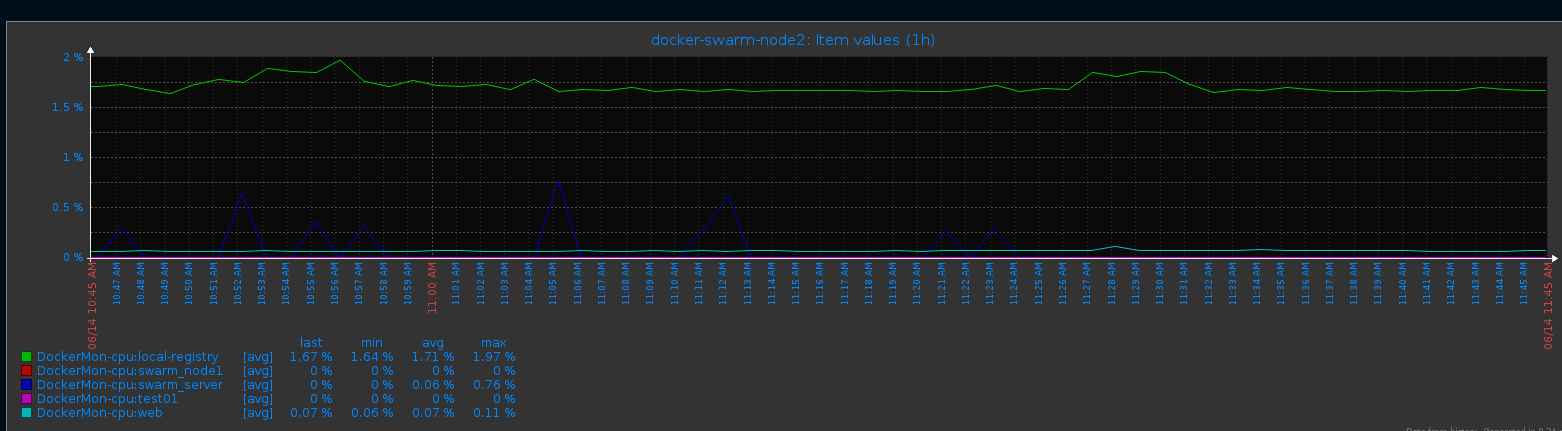 docker-swarm-node2: Item values (1h)
2 %
1.5 %
1 %
0.5 %
0 %
06/14 10:45 AM
10:47 AM
10:48 AM
10:49 AM
10:50 AM
10:51 AM
10:52 AM
10:53 AM
10:54 AM
10:55 AM
10:56 AM
10:57 AM
10:58 AM
10:59 AM
11:00 AM
11:01 AM
11:02 AM
11:03 AM
11:04 AM
11:05 AM
11:06 AM
11:07 AM
11:08 AM
11:09 AM
11:10 AM
11:11 AM
11:12 AM
11:13 AM
11:14 AM
11:15 AM
11:16 AM
11:17 AM
11:18 AM
11:19 AM
11:20 AM
11:21 AM
11:22 AM
11:23 AM
11:24 AM
11:25 AM
11:26 AM
11:27 AM
11:28 AM
11:29 AM
11:30 AM
11:31 AM
11:32 AM
11:33 AM
11:34 AM
11:35 AM
11:36 AM
11:37 AM
11:38 AM
11:39 AM
11:40 AM
11:41 AM
11:42 AM
11:43 AM
11:44 AM
11:45 AM
06/14 11:45 AM
last min avg max
DockerMon-cpu:local-registry [avg] 1.67 % 1.64 % 1.71 % 1.97 %
DockerMon-cpu:swarm_node1 [avg] 0 % 0 % 0 % 0 %
DockerMon-cpu:swarm_server [avg] 0 % 0 % 0.06 % 0.76 %
DockerMon-cpu:test01 [avg] 0 % 0 % 0 % 0 %
DockerMon-cpu:web [avg] 0.07 % 0.06 % 0.07 % 0.11 %